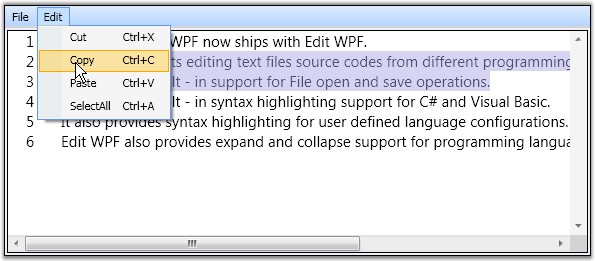 File Edit
Cut Ctrl+X
Copy Ctrl+C
Paste Ctrl+V
SelectAll Ctrl+A
1 WPF now ships with Edit WPF.
2 ts editing text files source codes from different programming
3 lt - in support for File open and save operations.
4 lt - in syntax highlighting support for C# and Visual Basic.
5 It also provides syntax highlighting for user defined language configurations.
6 Edit WPF also provides expand and collapse support for programming langua